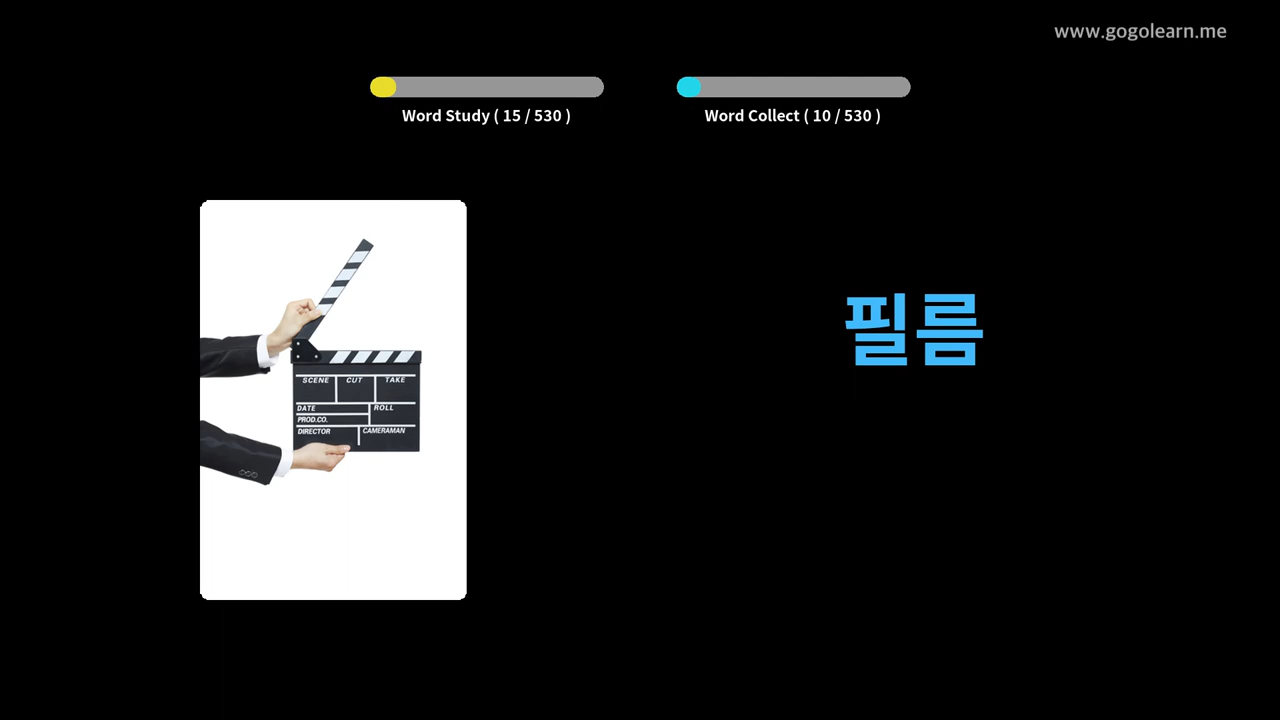 www.gogolearn.me
Word Study ( 15 / 530 )
Word Collect ( 10 / 530 )
필름
SCENE CUT TAKE
DATE ROLL
PROD.CO.
DIRECTOR CAMERAMAN